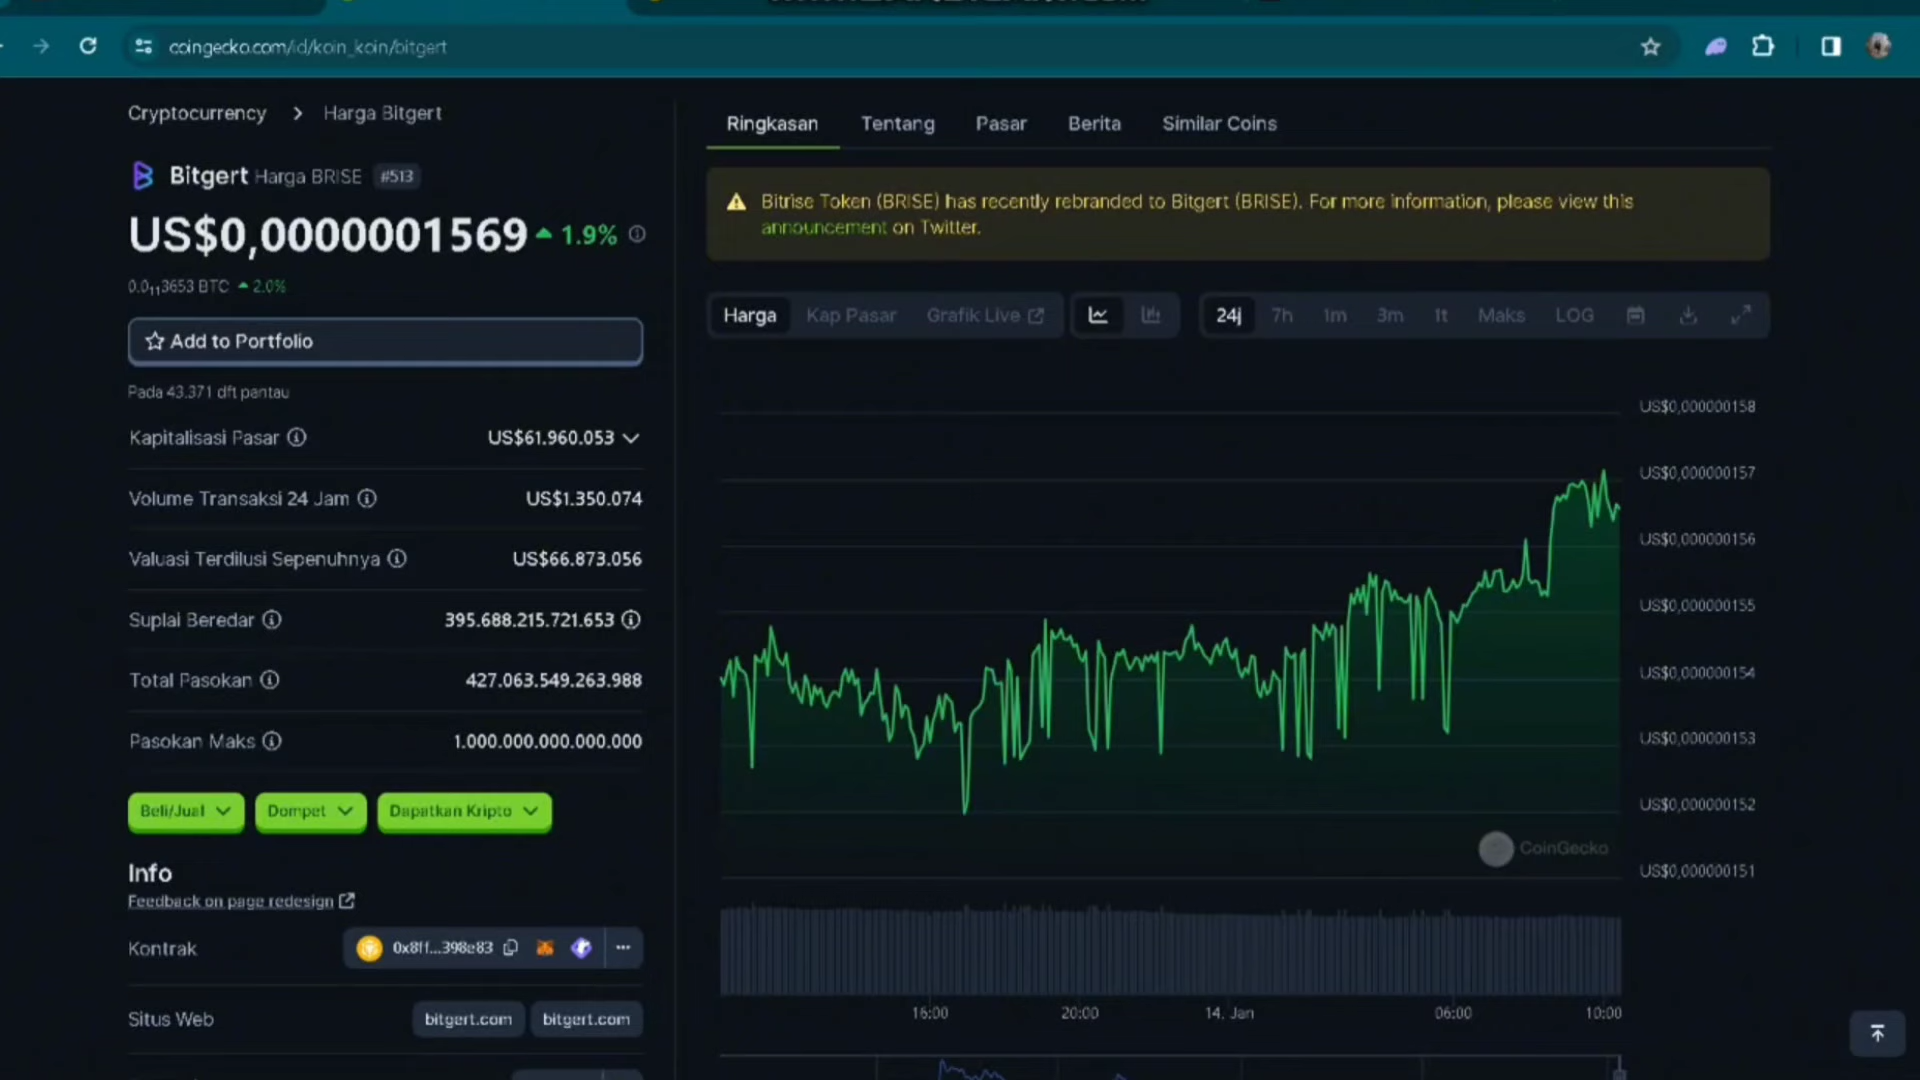 coingecko.com/id/koin_koin/bitgert
Cryptocurrency > Harga Bitgert
Bitgert Harga BRISE #513
US$0,0000001569 1.9%
0.0₁₁3653 BTC 2.0%
Add to Portfolio
Pada 43.371 dft pantau
Kapitalisasi Pasar US$61.960.053
Volume Transaksi 24 Jam US$1.350.074
Valuasi Terdilusi Sepenuhnya US$66.873.056
Suplai Beredar 395.688.215.721.653
Total Pasokan 427.063.549.263.988
Pasokan Maks 1.000.000.000.000.000
Beli/Jual Dompet Dapatkan Kripto
Info
Feedback on page redesign
Kontrak 0x8ff...398e83
Situs Web bitgert.com bitgert.com
Ringkasan Tentang Pasar Berita Similar Coins
Bitrise Token (BRISE) has recently rebranded to Bitgert (BRISE). For more information, please view this
announcement on Twitter.
Harga Kap Pasar Grafik Live 24j 7h 1m 3m 1t Maks LOG
US$0,000000158
US$0,000000157
US$0,000000156
US$0,000000155
US$0,000000154
US$0,000000153
US$0,000000152
CoinGecko
US$0,000000151
16:00 20:00 14. Jan 06:00 10:00